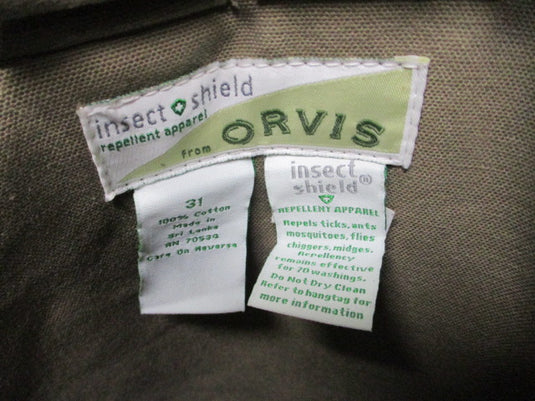 insect shield
repellent apparel
from ORVIS
31
100% Cotton
Made in
Sri Lanka
RN 70534
Care On Reverse
insect
shield®
REPELLENT APPAREL
Repels ticks, ants
mosquitoes, flies
chiggers, midges.
Repellency
remains effective
for 70 washings.
Do Not Dry Clean
Refer to hangtag for
more information